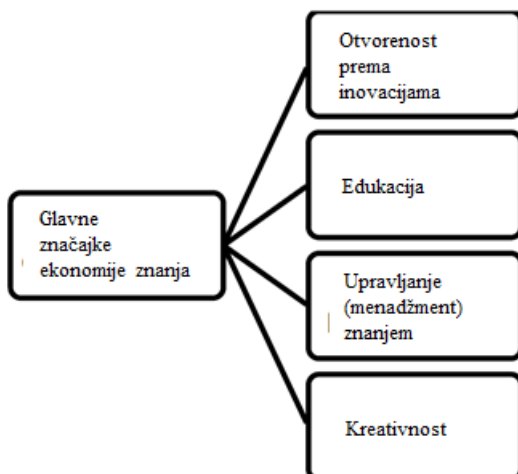 Glavne
značajke
ekonomije znanja
Otvorenost
prema
inovacijama
Edukacija
Upravljanje
(menadžment)
znanjem
Kreativnost